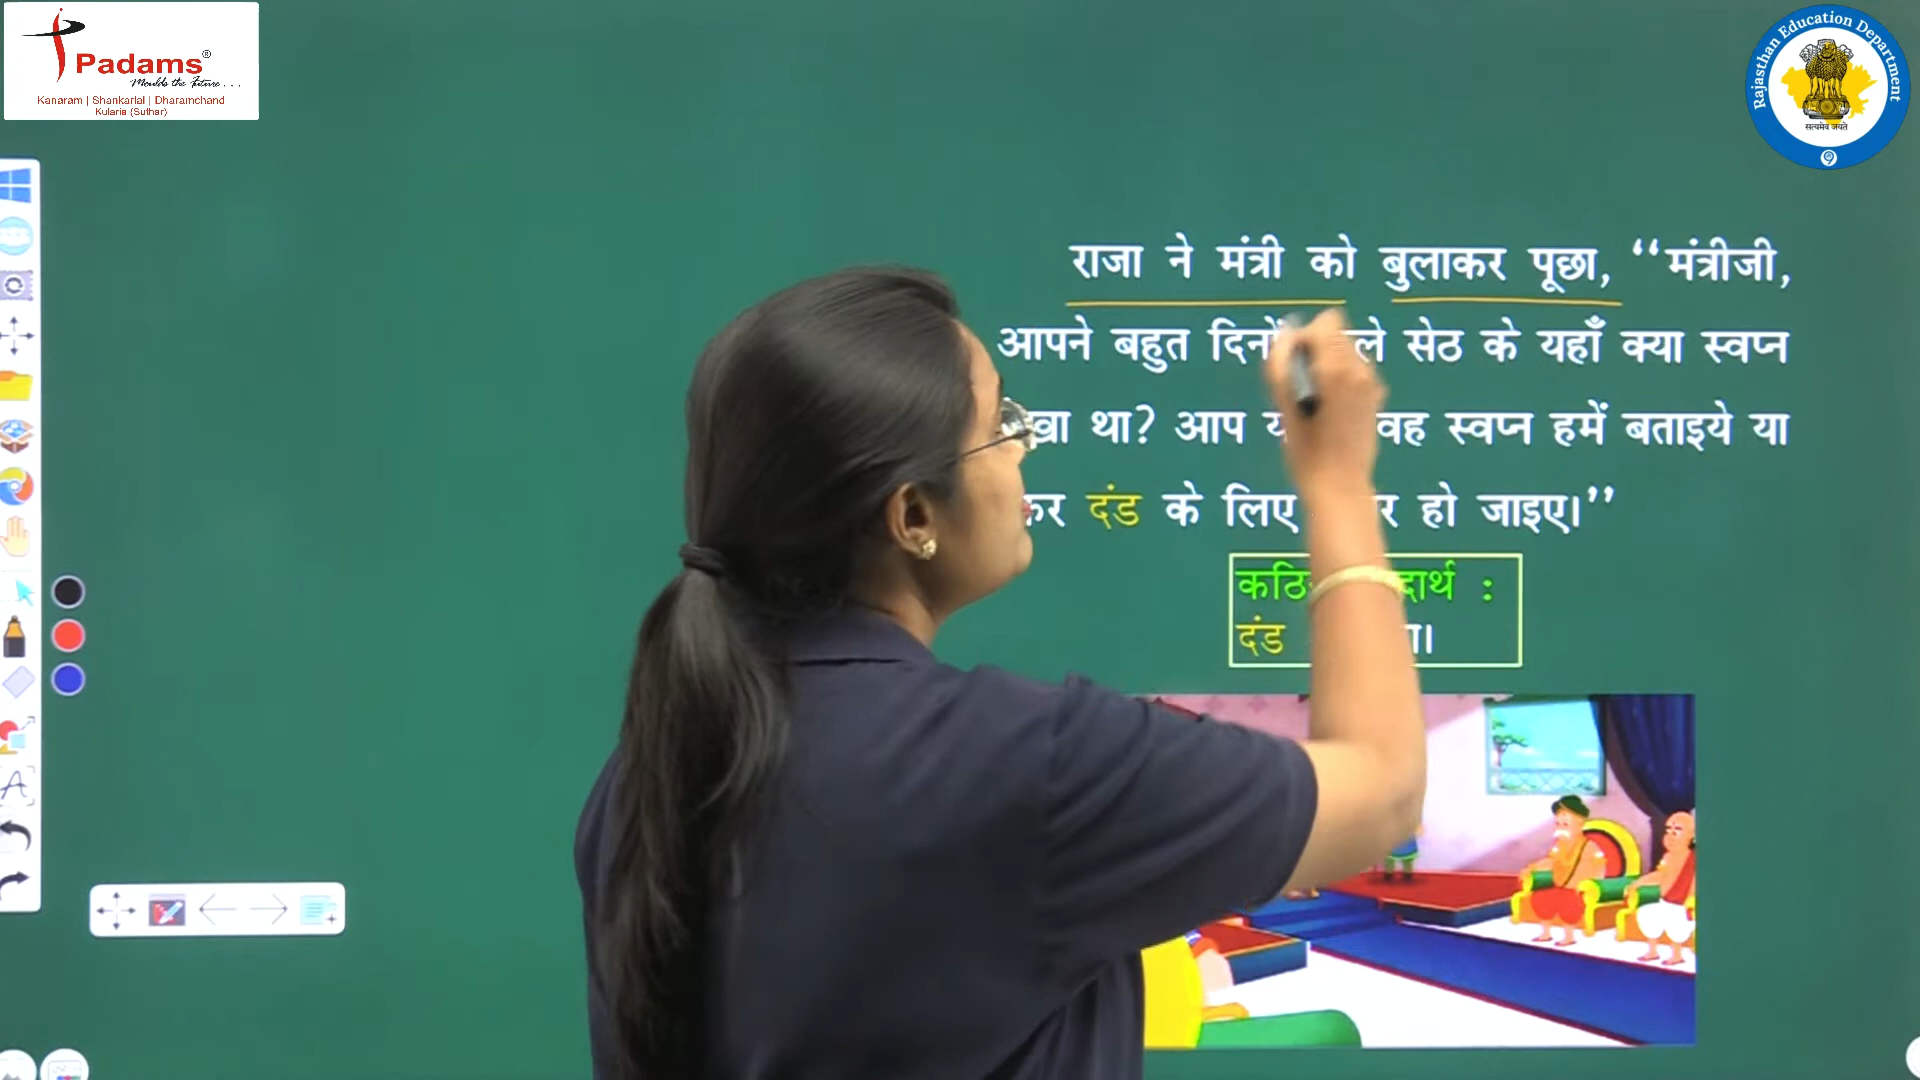 Padams®
Moulds the Future...
Kanaram | Shankarlal | Dharamchand
Kularia (Suthar)
Rajasthan Education Department
सत्यमेव जयते
राजा ने मंत्री को बुलाकर पूछा, ‘‘मंत्रीजी,
आपने बहुत दिनों सेठ के यहाँ क्या स्वप्न
था? आप वह स्वप्न हमें बताइये या
दंड के लिए हो जाइए।’’
:
दंड